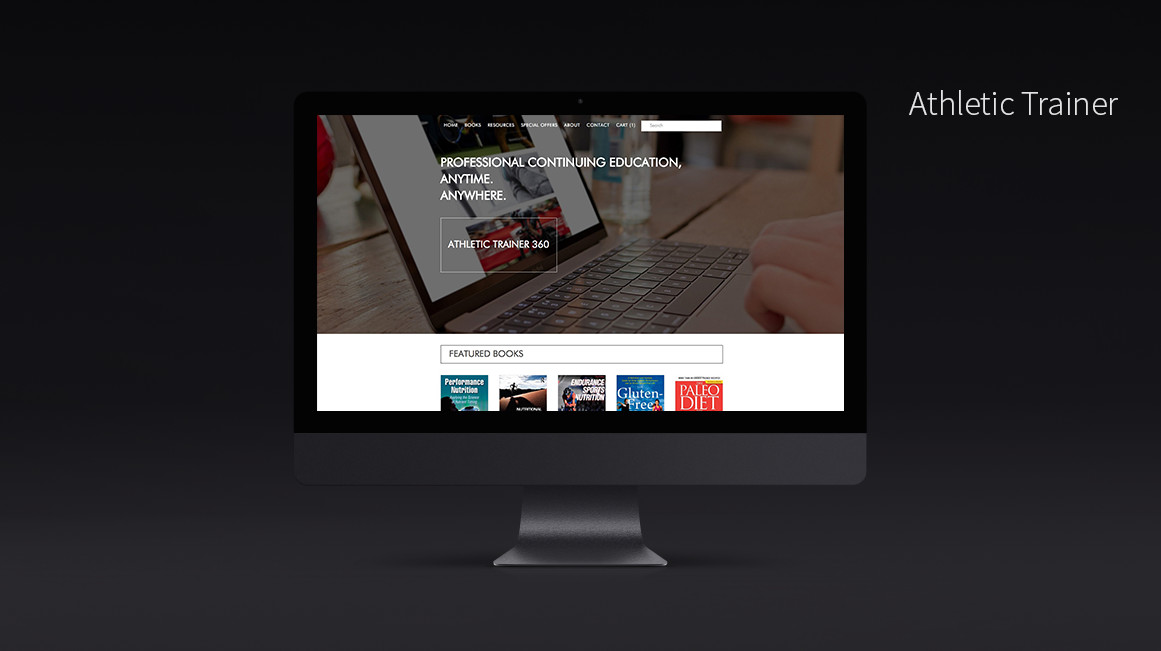 Athletic Trainer
HOME BOOKS RESOURCES SPECIAL OFFERS ABOUT CONTACT CART (1) Search
PROFESSIONAL CONTINUING EDUCATION,
ANYTIME.
ANYWHERE.
ATHLETIC TRAINER 360
FEATURED BOOKS
Performance
Nutrition
NUTRITIONAL
ENDURANCE
SPORTS
NUTRITION
Gluten-
Free
PALEO
DIET